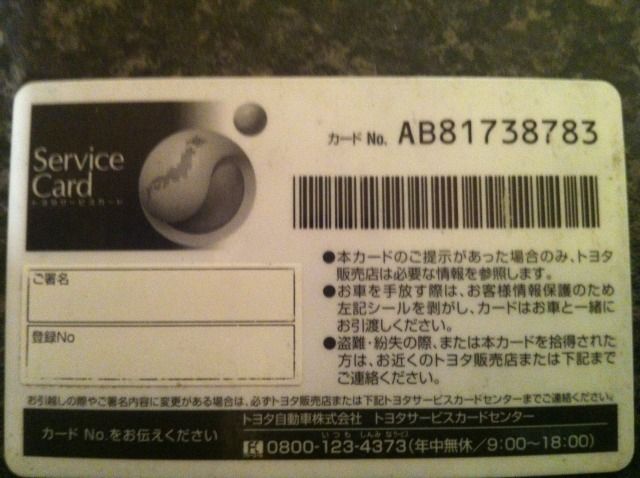 Service
Card
トヨタサービスカード
カード No. AB81738783
ご署名
登録No
●本カードのご提示があった場合のみ、トヨタ
販売店は必要な情報を参照します。
●お車を手放す際は、お客様情報保護のため
左記シールを剥がし、カードはお車と一緒に
お引渡しください。
●盗難・紛失の際、または本カードを拾得された
方は、お近くのトヨタ販売店または下記まで
ご連絡ください。
お引越しの際やご署名内容に変更がある場合は、必ずトヨタ販売店または下記トヨタサービスカードセンターまでご連絡ください。
カード No.をお伝えください
トヨタ自動車株式会社 トヨタサービスカードセンター
いつも しんみ なライン
0800-123-4373(年中無休/9:00~18:00)